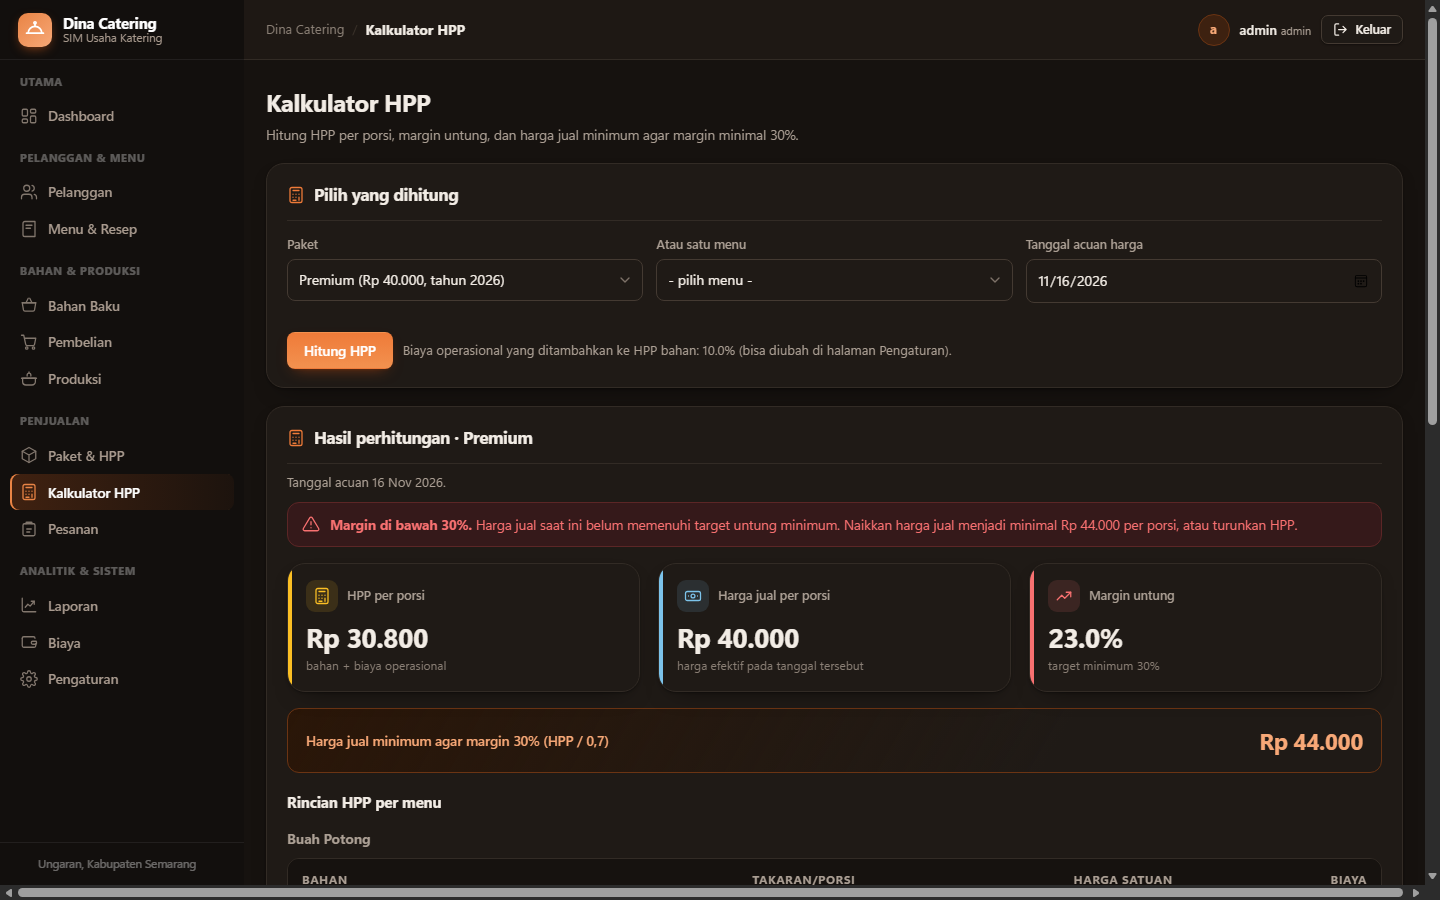 Dina Catering
SIM Usaha Katering
UTAMA
Dashboard
PELANGGAN & MENU
Pelanggan
Menu & Resep
BAHAN & PRODUKSI
Bahan Baku
Pembelian
Produksi
PENJUALAN
Paket & HPP
Kalkulator HPP
Pesanan
ANALITIK & SISTEM
Laporan
Biaya
Pengaturan
Ungaran, Kabupaten Semarang
Dina Catering / Kalkulator HPP
a admin admin Keluar
Kalkulator HPP
Hitung HPP per porsi, margin untung, dan harga jual minimum agar margin minimal 30%.
Pilih yang dihitung
Paket
Premium (Rp 40.000, tahun 2026)
Atau satu menu
- pilih menu -
Tanggal acuan harga
11/16/2026
Hitung HPP
Biaya operasional yang ditambahkan ke HPP bahan: 10.0% (bisa diubah di halaman Pengaturan).
Hasil perhitungan · Premium
Tanggal acuan 16 Nov 2026.
Margin di bawah 30%. Harga jual saat ini belum memenuhi target untung minimum. Naikkan harga jual menjadi minimal Rp 44.000 per porsi, atau turunkan HPP.
HPP per porsi
Rp 30.800
bahan + biaya operasional
Harga jual per porsi
Rp 40.000
harga efektif pada tanggal tersebut
Margin untung
23.0%
target minimum 30%
Harga jual minimum agar margin 30% (HPP / 0,7)
Rp 44.000
Rincian HPP per menu
Buah Potong
BAHAN TAKARAN/PORSI HARGA SATUAN BIAYA